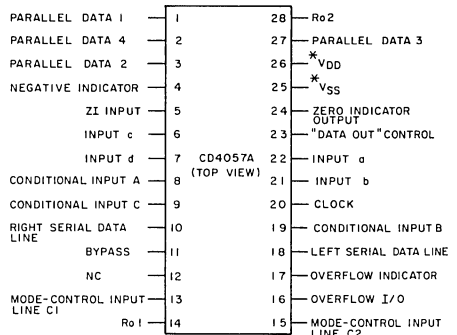 PARALLEL DATA 1
1
PARALLEL DATA 4
2
PARALLEL DATA 2
3
NEGATIVE INDICATOR
4
ZI INPUT
5
INPUT c
6
INPUT d
7
CONDITIONAL INPUT A
8
CONDITIONAL INPUT C
9
RIGHT SERIAL DATA
LINE
10
BYPASS
11
NC
12
MODE-CONTROL INPUT
LINE C1
13
Ro1
14
CD4057A
(TOP VIEW)
28
Ro2
27
PARALLEL DATA 3
26
*VDD
25
*VSS
24
ZERO INDICATOR
OUTPUT
23
"DATA OUT" CONTROL
22
INPUT a
21
INPUT b
20
CLOCK
19
CONDITIONAL INPUT B
18
LEFT SERIAL DATA LINE
17
OVERFLOW INDICATOR
16
OVERFLOW I/O
15
MODE-CONTROL INPUT
LINE C2